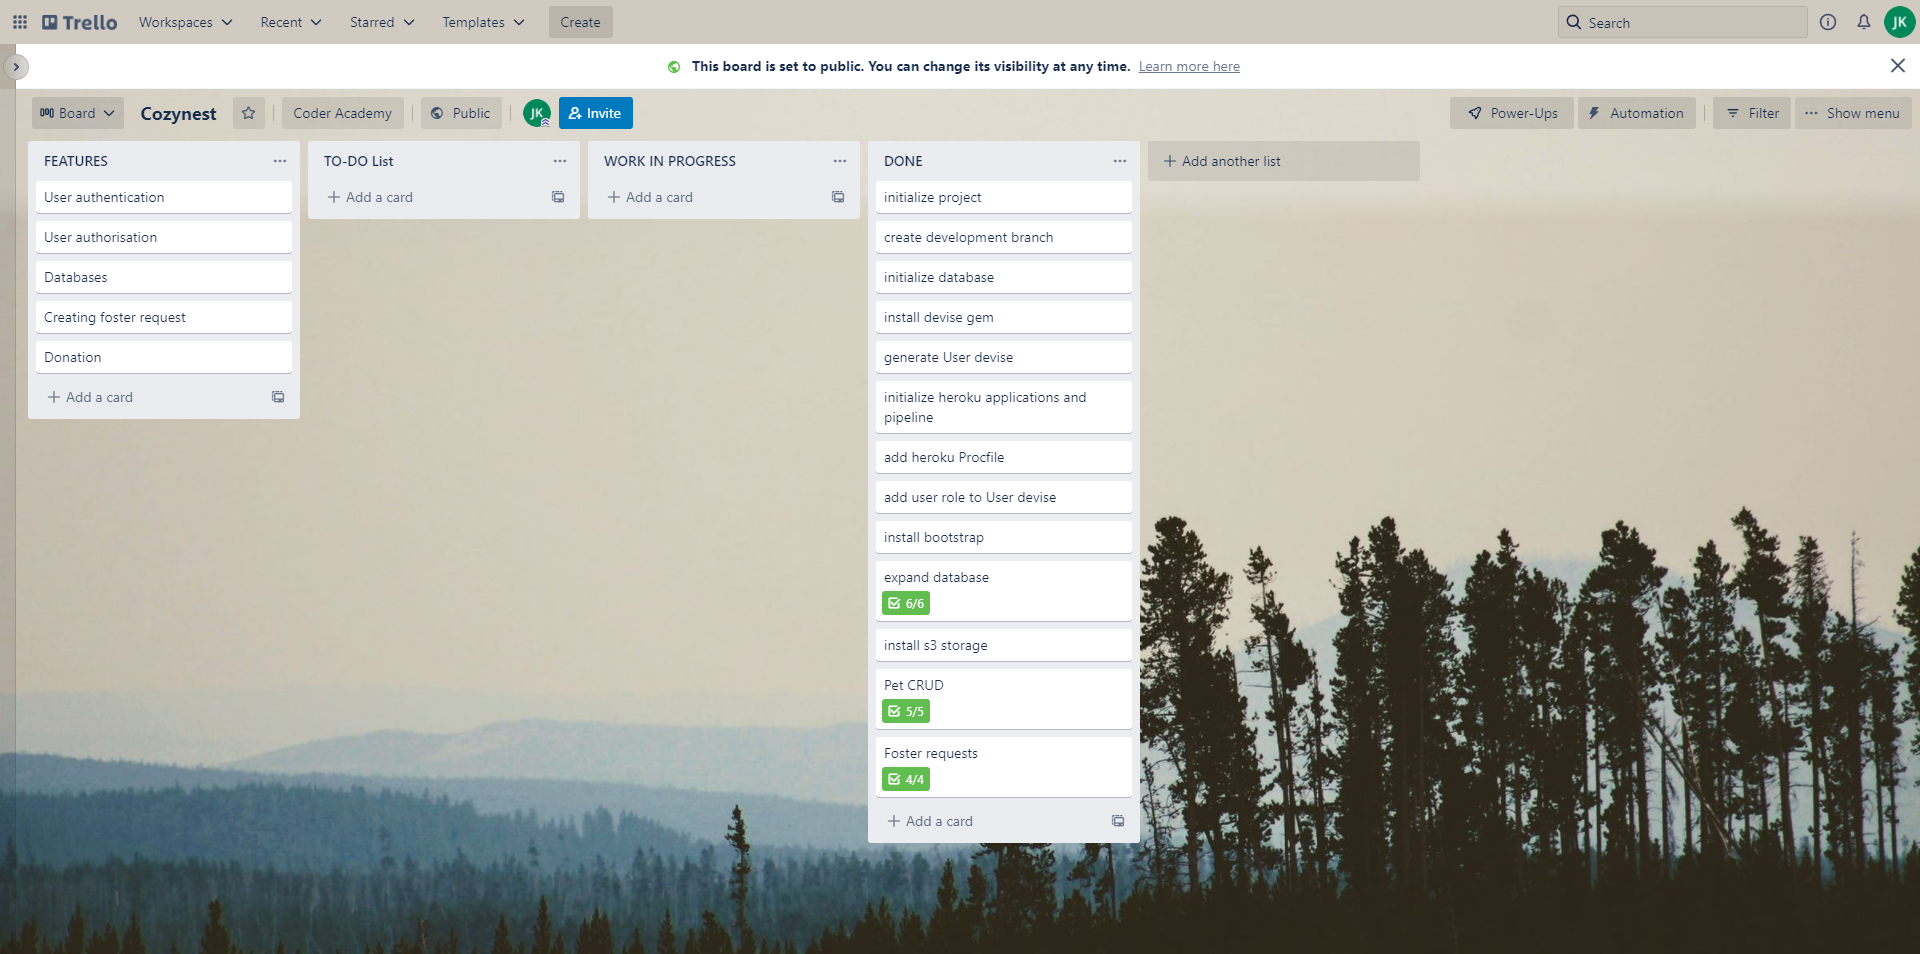 Trello Workspaces Recent Starred Templates Create Search JK
This board is set to public. You can change its visibility at any time. Learn more here
Board Cozynest Coder Academy Public JK Invite Power-Ups Automation Filter Show menu
FEATURES
User authentication
User authorisation
Databases
Creating foster request
Donation
Add a card
TO-DO List
Add a card
WORK IN PROGRESS
Add a card
DONE
initialize project
create development branch
initialize database
install devise gem
generate User devise
initialize heroku applications and
pipeline
add heroku Procfile
add user role to User devise
install bootstrap
expand database
6/6
install s3 storage
Pet CRUD
5/5
Foster requests
4/4
Add a card
Add another list